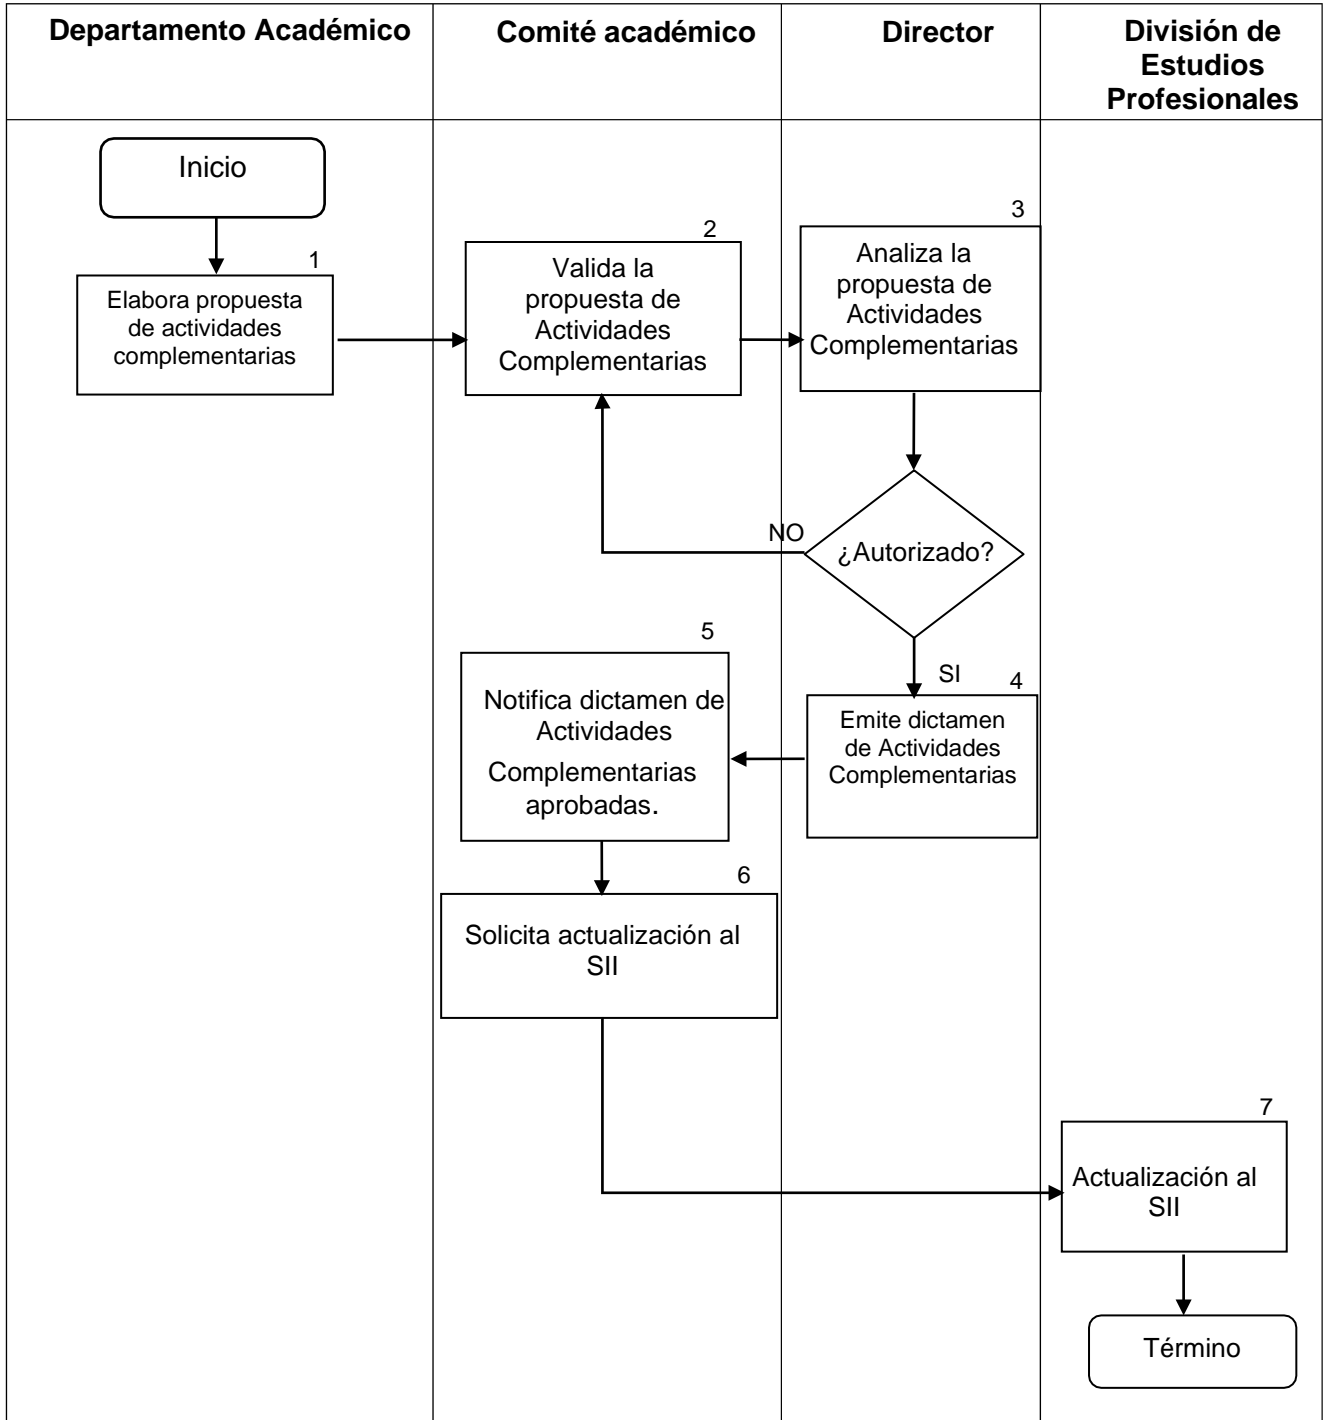 Departamento Académico
Comité académico
Director
División de
Estudios
Profesionales
Inicio
1
Elabora propuesta
de actividades
complementarias
2
Valida la
propuesta de
Actividades
Complementarias
3
Analiza la
propuesta de
Actividades
Complementarias
¿Autorizado?
NO
SI
4
Emite dictamen
de Actividades
Complementarias
5
Notifica dictamen de
Actividades
Complementarias
aprobadas.
6
Solicita actualización al
SII
7
Actualización al
SII
Término